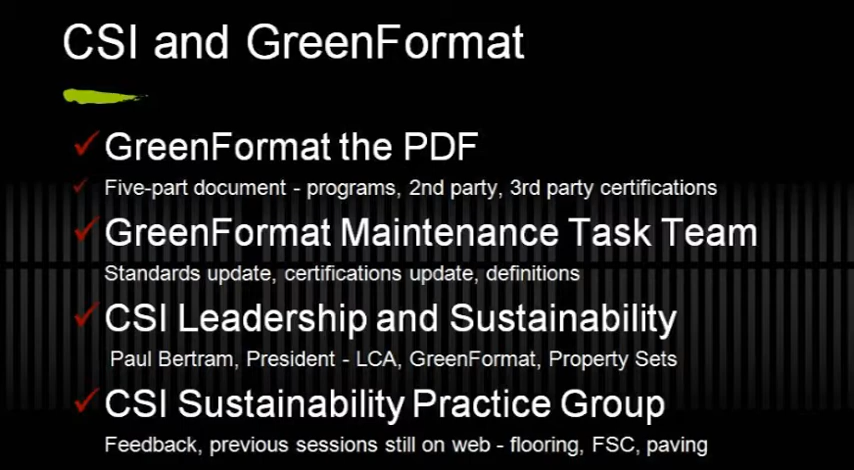 CSI and GreenFormat
GreenFormat the PDF
Five-part document - programs, 2nd party, 3rd party certifications
GreenFormat Maintenance Task Team
Standards update, certifications update, definitions
CSI Leadership and Sustainability
Paul Bertram, President - LCA, GreenFormat, Property Sets
CSI Sustainability Practice Group
Feedback, previous sessions still on web - flooring, FSC, paving